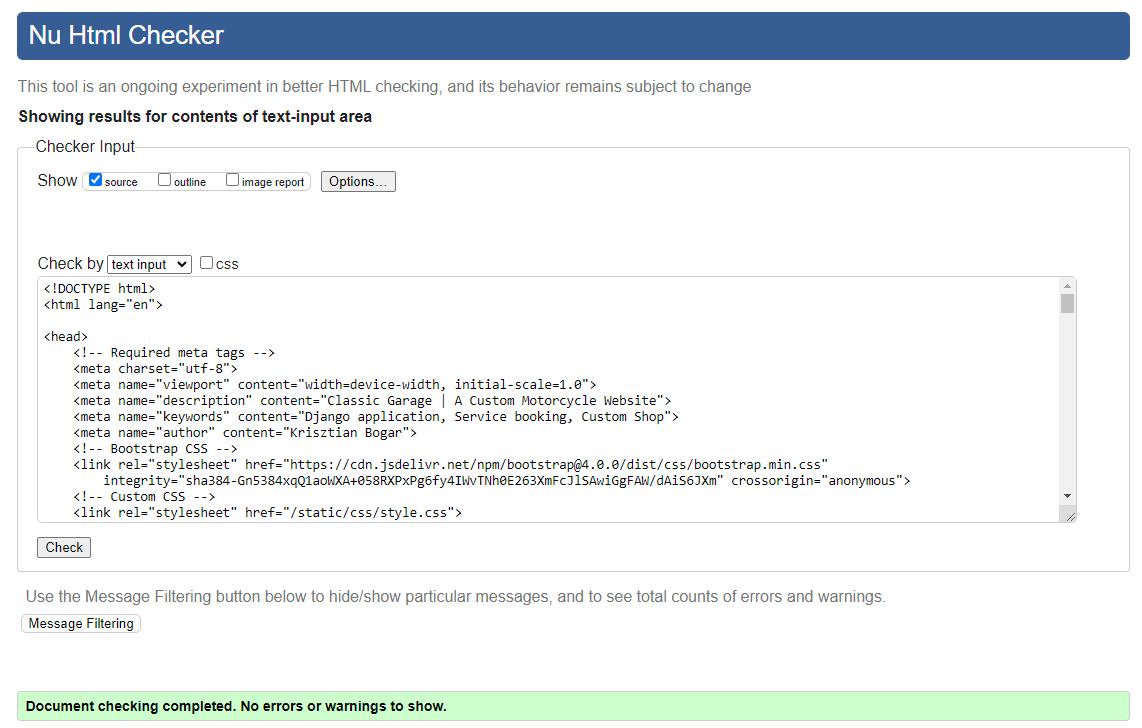 Nu Html Checker
This tool is an ongoing experiment in better HTML checking, and its behavior remains subject to change
Showing results for contents of text-input area
Checker Input
Show source outline image report Options...
Check by text input css
<!DOCTYPE html>
<html lang="en">
<head>
<!-- Required meta tags -->
<meta charset="utf-8">
<meta name="viewport" content="width=device-width, initial-scale=1.0">
<meta name="description" content="Classic Garage | A Custom Motorcycle Website">
<meta name="keywords" content="Django application, Service booking, Custom Shop">
<meta name="author" content="Krisztian Bogar">
<!-- Bootstrap CSS -->
<link rel="stylesheet" href="https://cdn.jsdelivr.net/npm/bootstrap@4.0.0/dist/css/bootstrap.min.css"
integrity="sha384-Gn5384xqQ1aoWXA+058RXPxPg6fy4IWvTNh0E263XmFcJlSAwiGgFAW/dAiS6JXm" crossorigin="anonymous">
<!-- Custom CSS -->
<link rel="stylesheet" href="/static/css/style.css">
Check
Use the Message Filtering button below to hide/show particular messages, and to see total counts of errors and warnings.
Message Filtering
Document checking completed. No errors or warnings to show.